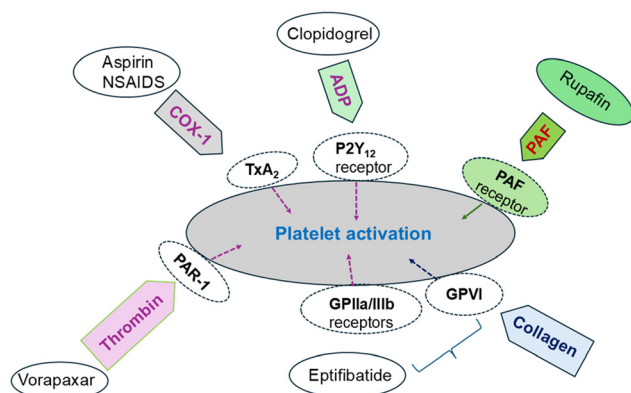 Clopidogrel
Aspirin
NSAIDS
ADP
Rupafin
COX-1
PAF
P2Y12
receptor
TxA2
PAF
receptor
Platelet activation
PAR-1
GPIIa/IIIb
receptors
GPVI
Thrombin
Collagen
Vorapaxar
Eptifibatide